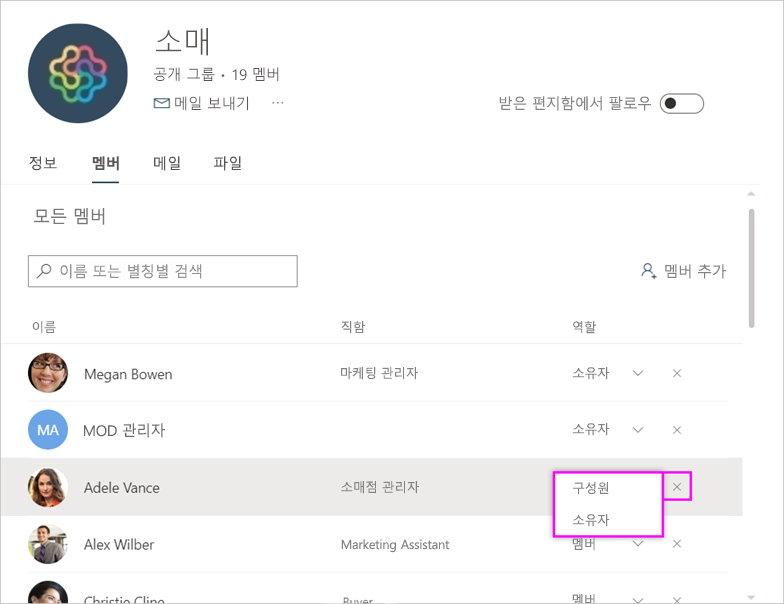 소매
공개 그룹 • 19 멤버
메일 보내기 ...
받은 편지함에서 팔로우
정보 멤버 메일 파일
모든 멤버
이름 또는 별칭별 검색
멤버 추가
이름 직함 역할
Megan Bowen 마케팅 관리자 소유자
MA MOD 관리자 소유자
Adele Vance 소매점 관리자 구성원
소유자
Alex Wilber Marketing Assistant 멤버
Christie Cline Buyer 멤버